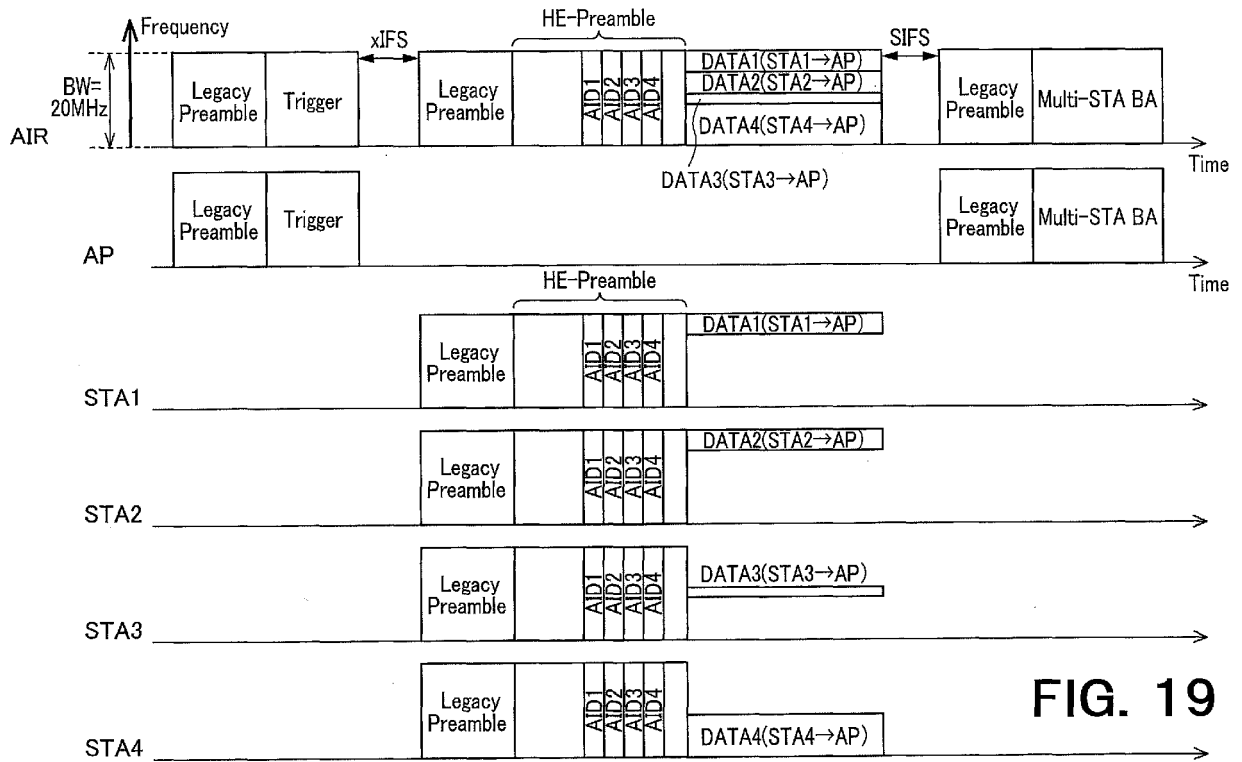 Frequency
HE-Preamble
xIFS
SIFS
BW=
20MHz
AIR
Legacy
Preamble
Trigger
Legacy
Preamble
AID1
AID2
AID3
AID4
DATA1(STA1→AP)
DATA2(STA2→AP)
DATA4(STA4→AP)
DATA3(STA3→AP)
Legacy
Preamble
Multi-STA BA
Time
AP
Legacy
Preamble
Trigger
Legacy
Preamble
Multi-STA BA
Time
HE-Preamble
STA1
Legacy
Preamble
AID1
AID2
AID3
AID4
DATA1(STA1→AP)
STA2
Legacy
Preamble
AID1
AID2
AID3
AID4
DATA2(STA2→AP)
STA3
Legacy
Preamble
AID1
AID2
AID3
AID4
DATA3(STA3→AP)
STA4
Legacy
Preamble
AID1
AID2
AID3
AID4
DATA4(STA4→AP)
FIG. 19